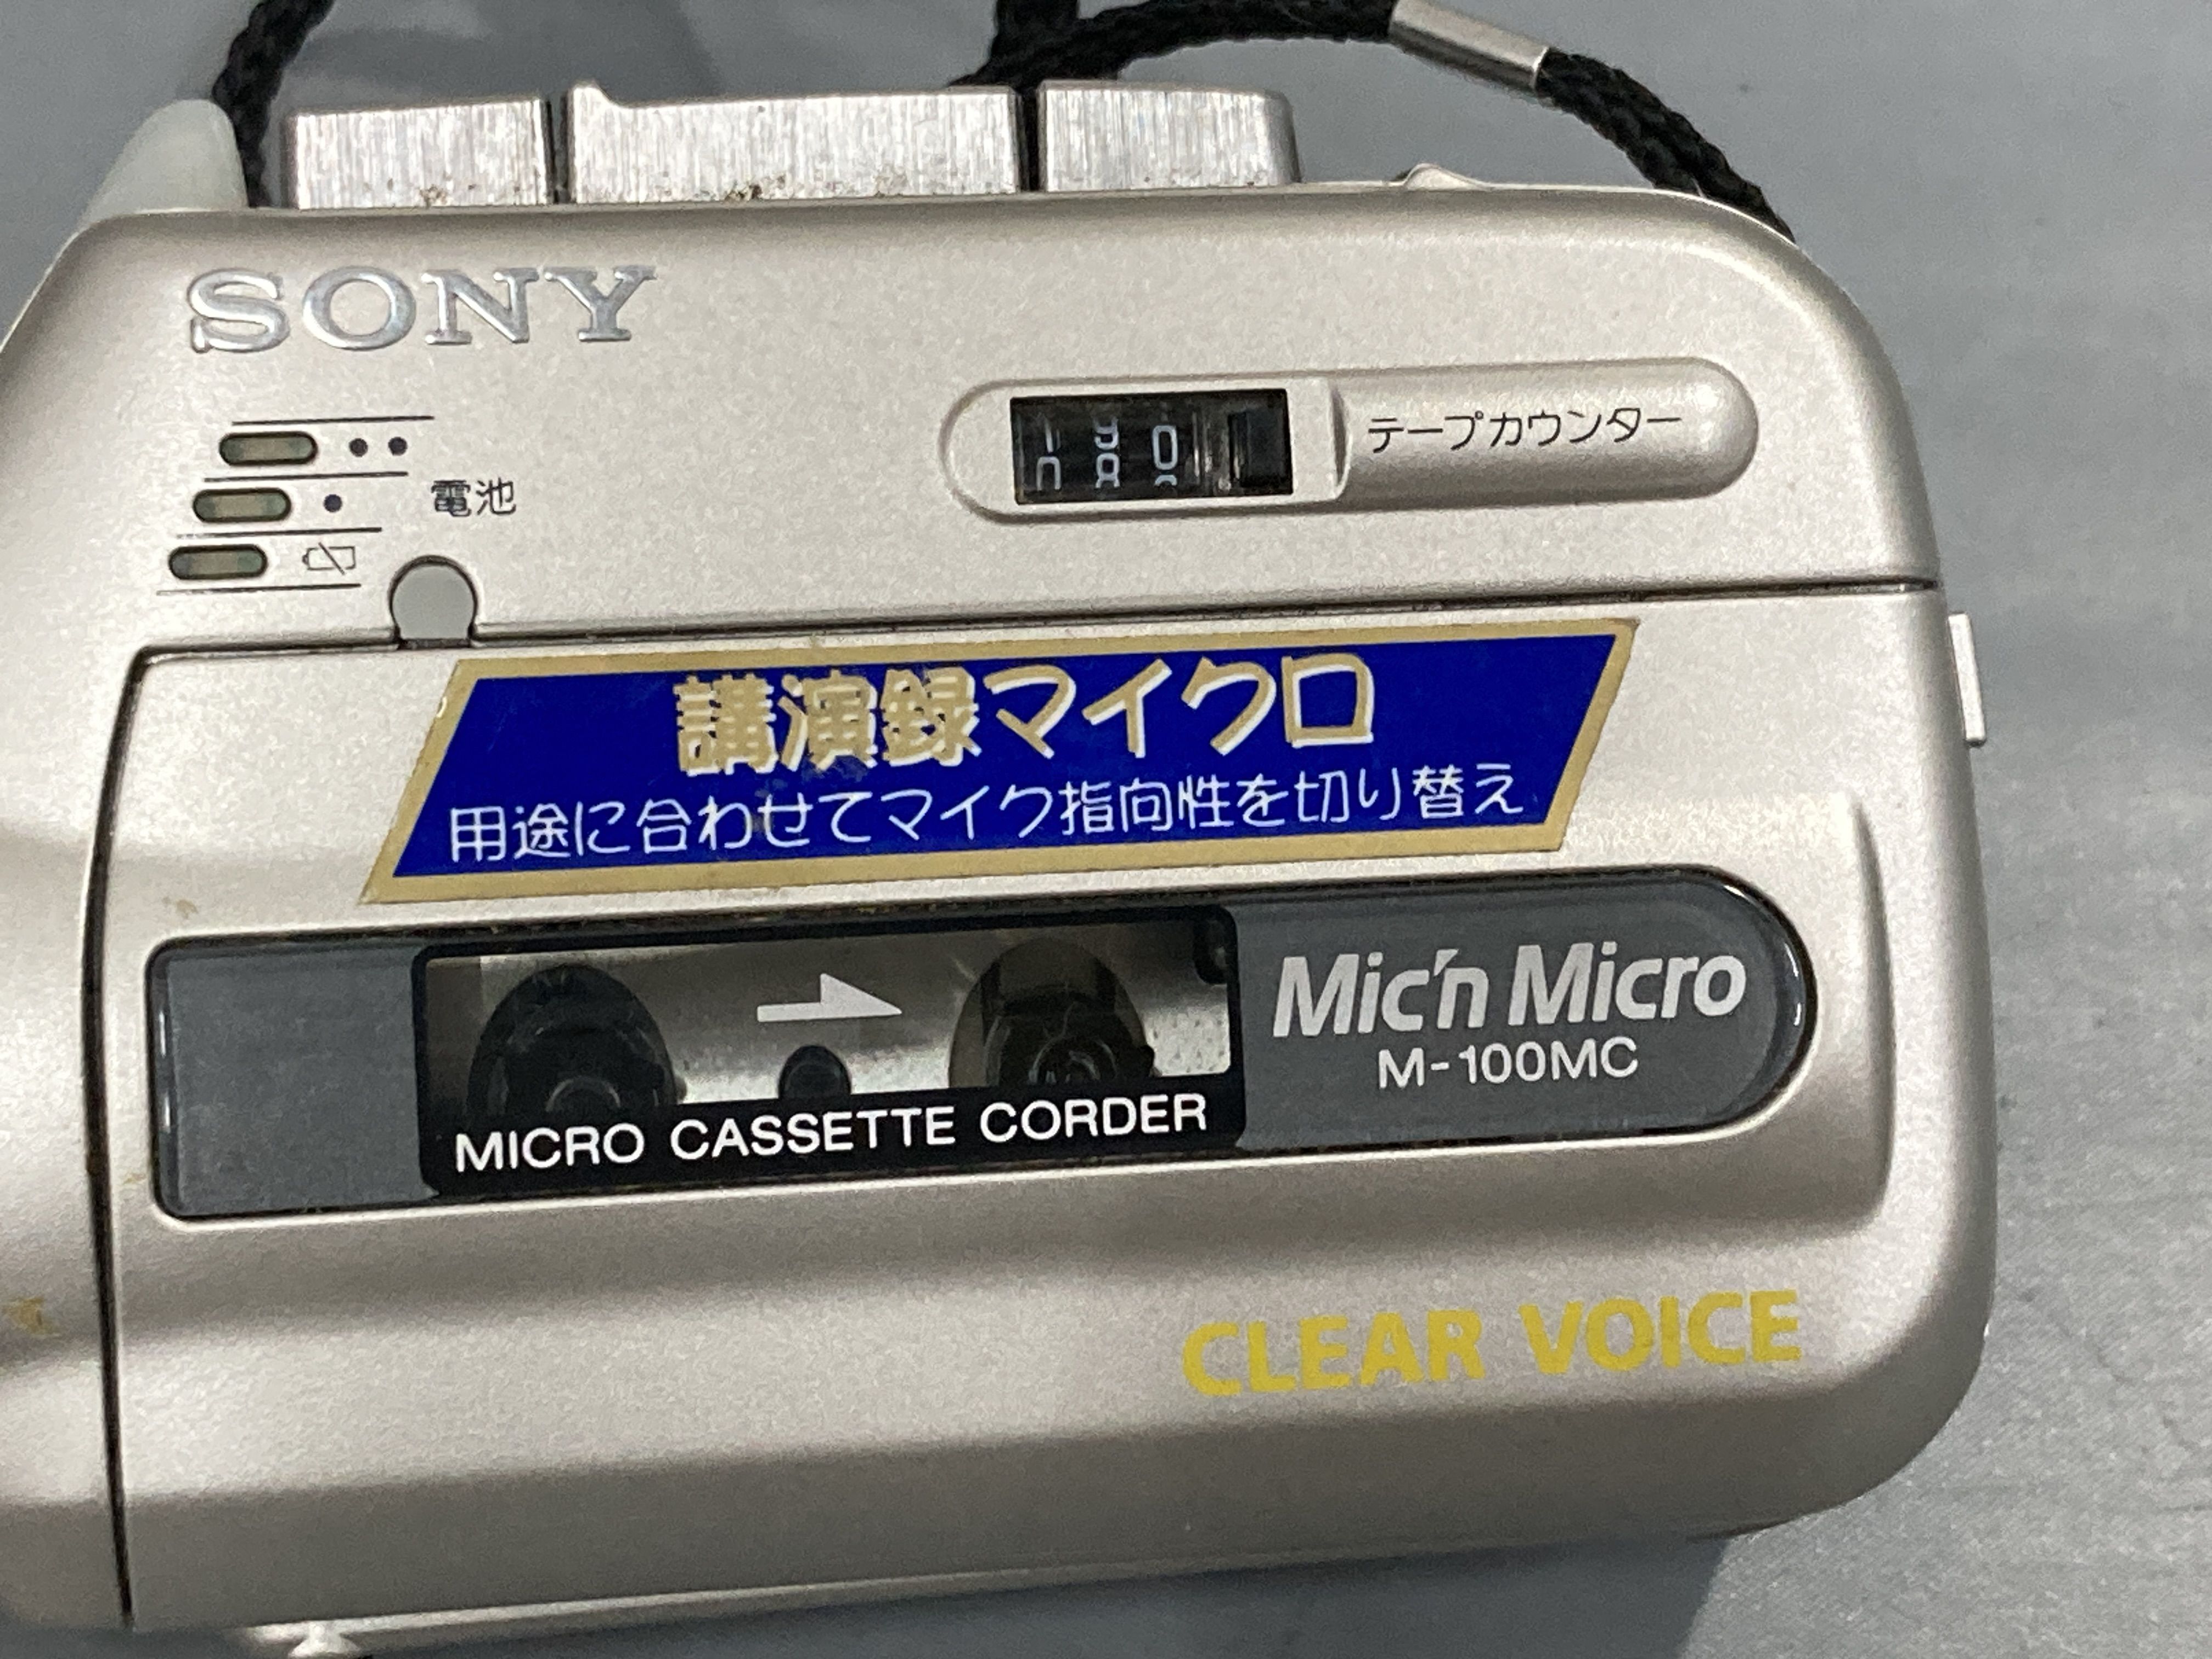 SONY
テープカウンター
電池
講演録マイクロ
用途に合わせてマイク指向性を切り替え
Mic'n Micro
M-100MC
MICRO CASSETTE CORDER
CLEAR VOICE